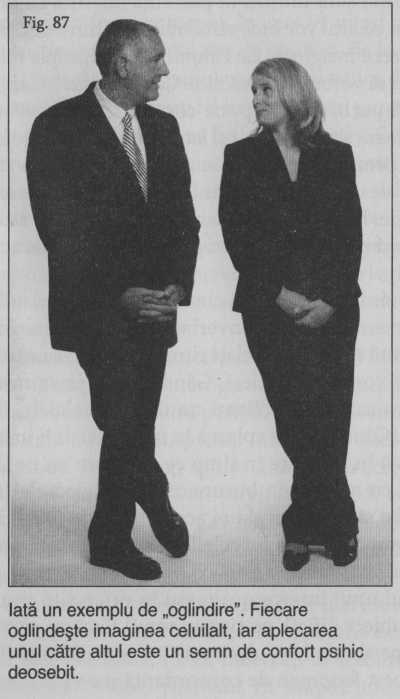 Fig. 87
Iată un exemplu de „oglindire”. Fiecare
oglindeşte imaginea celuilalt, iar aplecarea
unul către altul este un semn de confort psihic
deosebit.